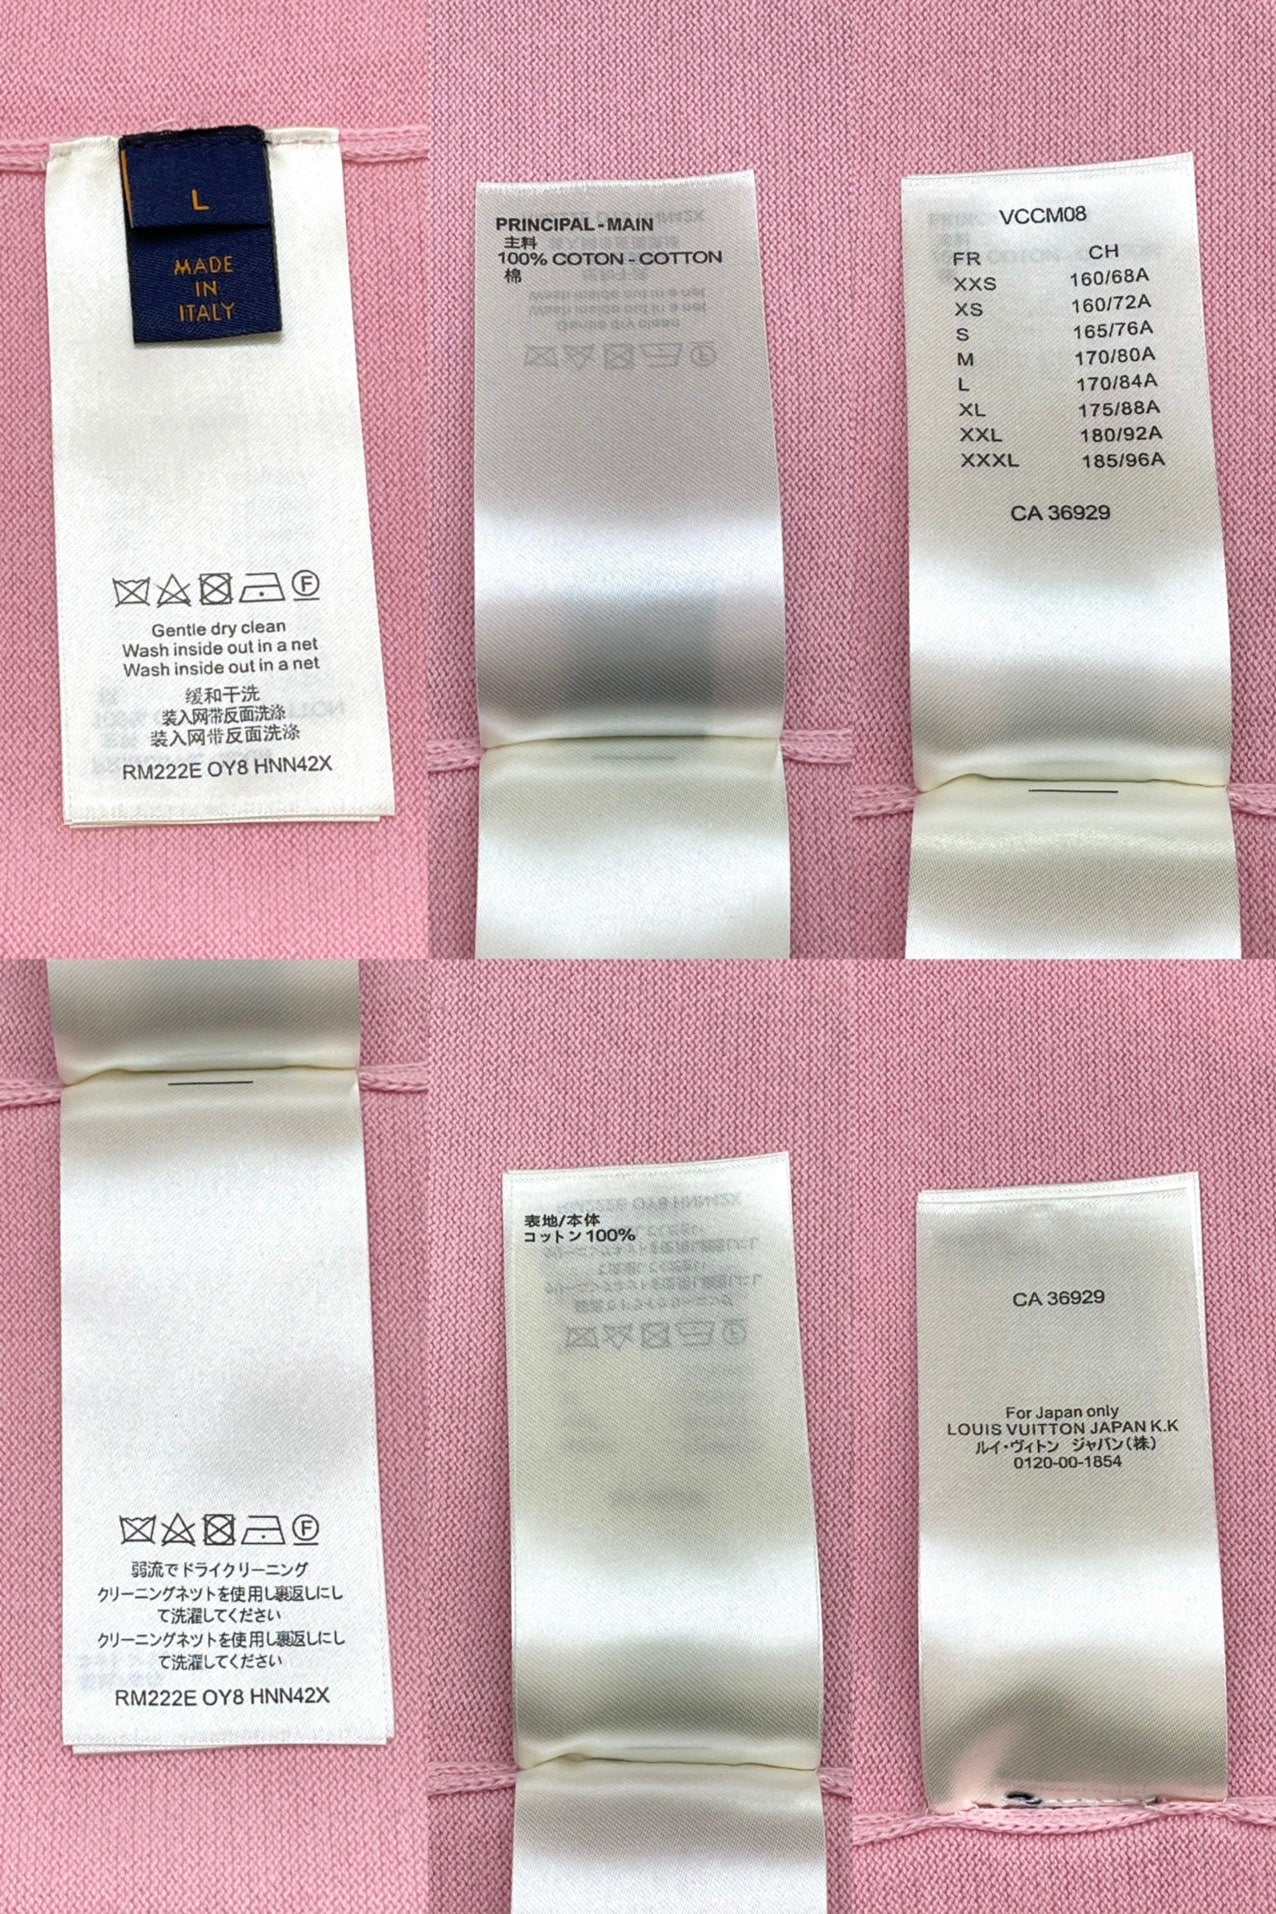 L
MADE
IN
ITALY
Gentle dry clean
Wash inside out in a net
Wash inside out in a net
缓和干洗
装入网带反面洗涤
装入网带反面洗涤
RM222E OY8 HNN42X
PRINCIPAL - MAIN
主料
100% COTON - COTTON
棉
VCCM08
FR CH
XXS 160/68A
XS 160/72A
S 165/76A
M 170/80A
L 170/84A
XL 175/88A
XXL 180/92A
XXXL 185/96A
CA 36929
弱流でドライクリーニング
クリーニングネットを使用し裏返しにし
て洗濯してください
クリーニングネットを使用し裏返しにし
て洗濯してください
RM222E OY8 HNN42X
表地/本体
コットン100%
CA 36929
For Japan only
LOUIS VUITTON JAPAN K.K
ルイ・ヴィトン ジャパン(株)
0120-00-1854